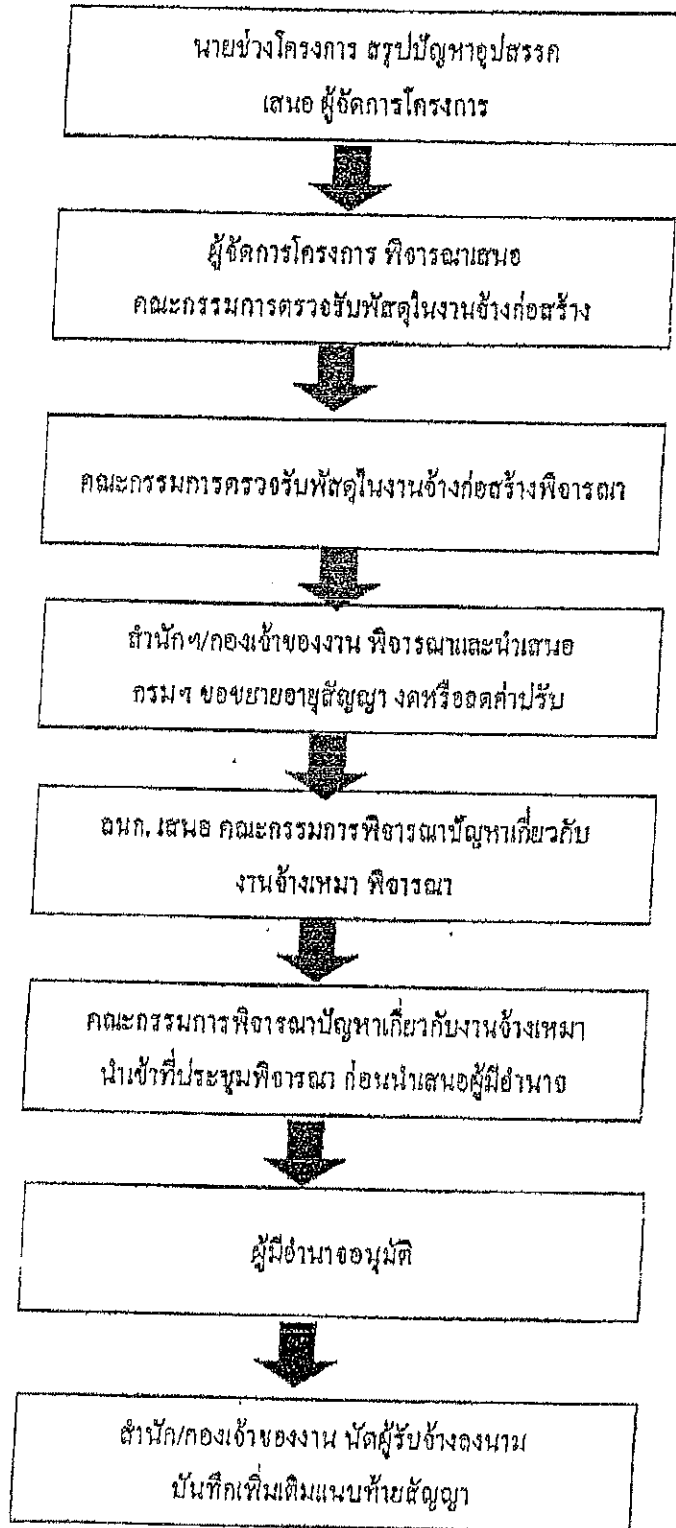 นายช่างโครงการ สรุปปัญหาอุปสรรค
เสนอ ผู้จัดการโครงการ
ผู้จัดการโครงการ พิจารณาเสนอ
คณะกรรมการตรวจรับพัสดุในงานจ้างก่อสร้าง
คณะกรรมการตรวจรับพัสดุในงานจ้างก่อสร้างพิจารณา
สำนักฯ/กองเจ้าของงาน พิจารณาและนำเสนอ
กรมฯ ขอขยายอายุสัญญา งดหรือลดค่าปรับ
ลนก. เสนอ คณะกรรมการพิจารณาปัญหาเกี่ยวกับ
งานจ้างเหมา พิจารณา
คณะกรรมการพิจารณาปัญหาเกี่ยวกับงานจ้างเหมา
นำเข้าที่ประชุมพิจารณา ก่อนนำเสนอผู้มีอำนาจ
ผู้มีอำนาจอนุมัติ
สำนัก/กองเจ้าของงาน นัดผู้รับจ้างลงนาม
บันทึกเพิ่มเติมแนบท้ายสัญญา